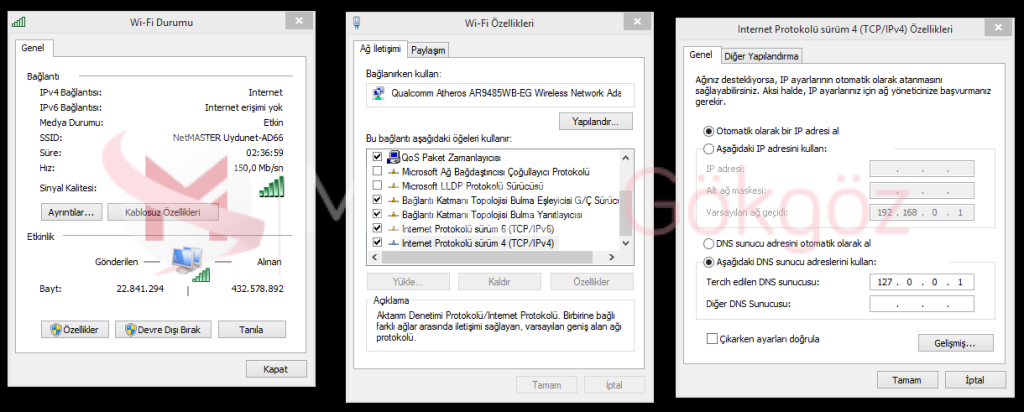 Wi-Fi Durumu
Genel
Bağlantı
IPv4 Bağlantısı: Internet
IPv6 Bağlantısı: Internet erişimi yok
Medya Durumu: Etkin
SSID: NetMASTER Uydunet-AD66
Süre: 02:36:59
Hız: 150,0 Mb/sn
Sinyal Kalitesi:
Ayrıntılar...
Kablosuz Özellikleri
Etkinlik
Gönderilen
Alınan
Bayt: 22.841.294 | 432.578.892
Özellikler
Devre Dışı Bırak
Tanıla
Kapat
Wi-Fi Özellikleri
Ağ İletişimi
Paylaşım
Bağlanırken kullan:
Qualcomm Atheros AR9485WB-EG Wireless Network Ada
Yapılandır...
Bu bağlantı aşağıdaki öğeleri kullanır:
QoS Paket Zamanlayıcısı
Microsoft Ağ Bağdaştırıcısı Çoğullayıcı Protokolü
Microsoft LLDP Protokolü Sürücüsü
Bağlantı Katmanı Topolojisi Bulma Eşleyicisi G/Ç Sürücü
Bağlantı Katmanı Topolojisi Bulma Yanıtlayıcısı
Internet Protokolü sürüm 6 (TCP/IPv6)
Internet Protokolü sürüm 4 (TCP/IPv4)
Yükle...
Kaldır
Özellikler
Açıklama
Aktarım Denetimi Protokolü/Internet Protokolü. Birbirine bağlı
farklı ağlar arasında iletişimi sağlayan, varsayılan geniş alan ağı
protokolü.
Tamam
İptal
Internet Protokolü sürüm 4 (TCP/IPv4) Özellikleri
Genel
Diğer Yapılandırma
Ağınız destekliyorsa, IP ayarlarının otomatik olarak atanmasını
sağlayabilirsiniz. Aksi halde, IP ayarlarınız için ağ yöneticinize başvurmanız
gerekir.
Otomatik olarak bir IP adresi al
Aşağıdaki IP adresini kullan:
IP adresi: . . .
Alt ağ maskesi: . . .
Varsayılan ağ geçidi: 192 . 168 . 0 . 1
DNS sunucu adresini otomatik olarak al
Aşağıdaki DNS sunucu adreslerini kullan:
Tercih edilen DNS sunucusu: 127 . 0 . 0 . 1
Diğer DNS Sunucusu: . . .
Çıkarken ayarları doğrula
Gelişmiş...
Tamam
İptal
Gökgöz